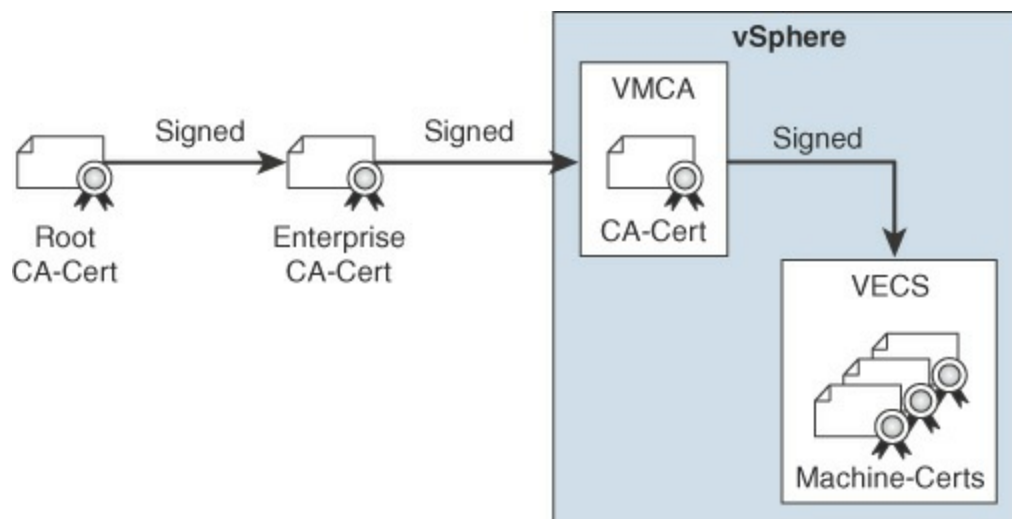 vSphere
VMCA
Signed
Signed
Signed
Root
CA-Cert
Enterprise
CA-Cert
CA-Cert
VECS
Machine-Certs